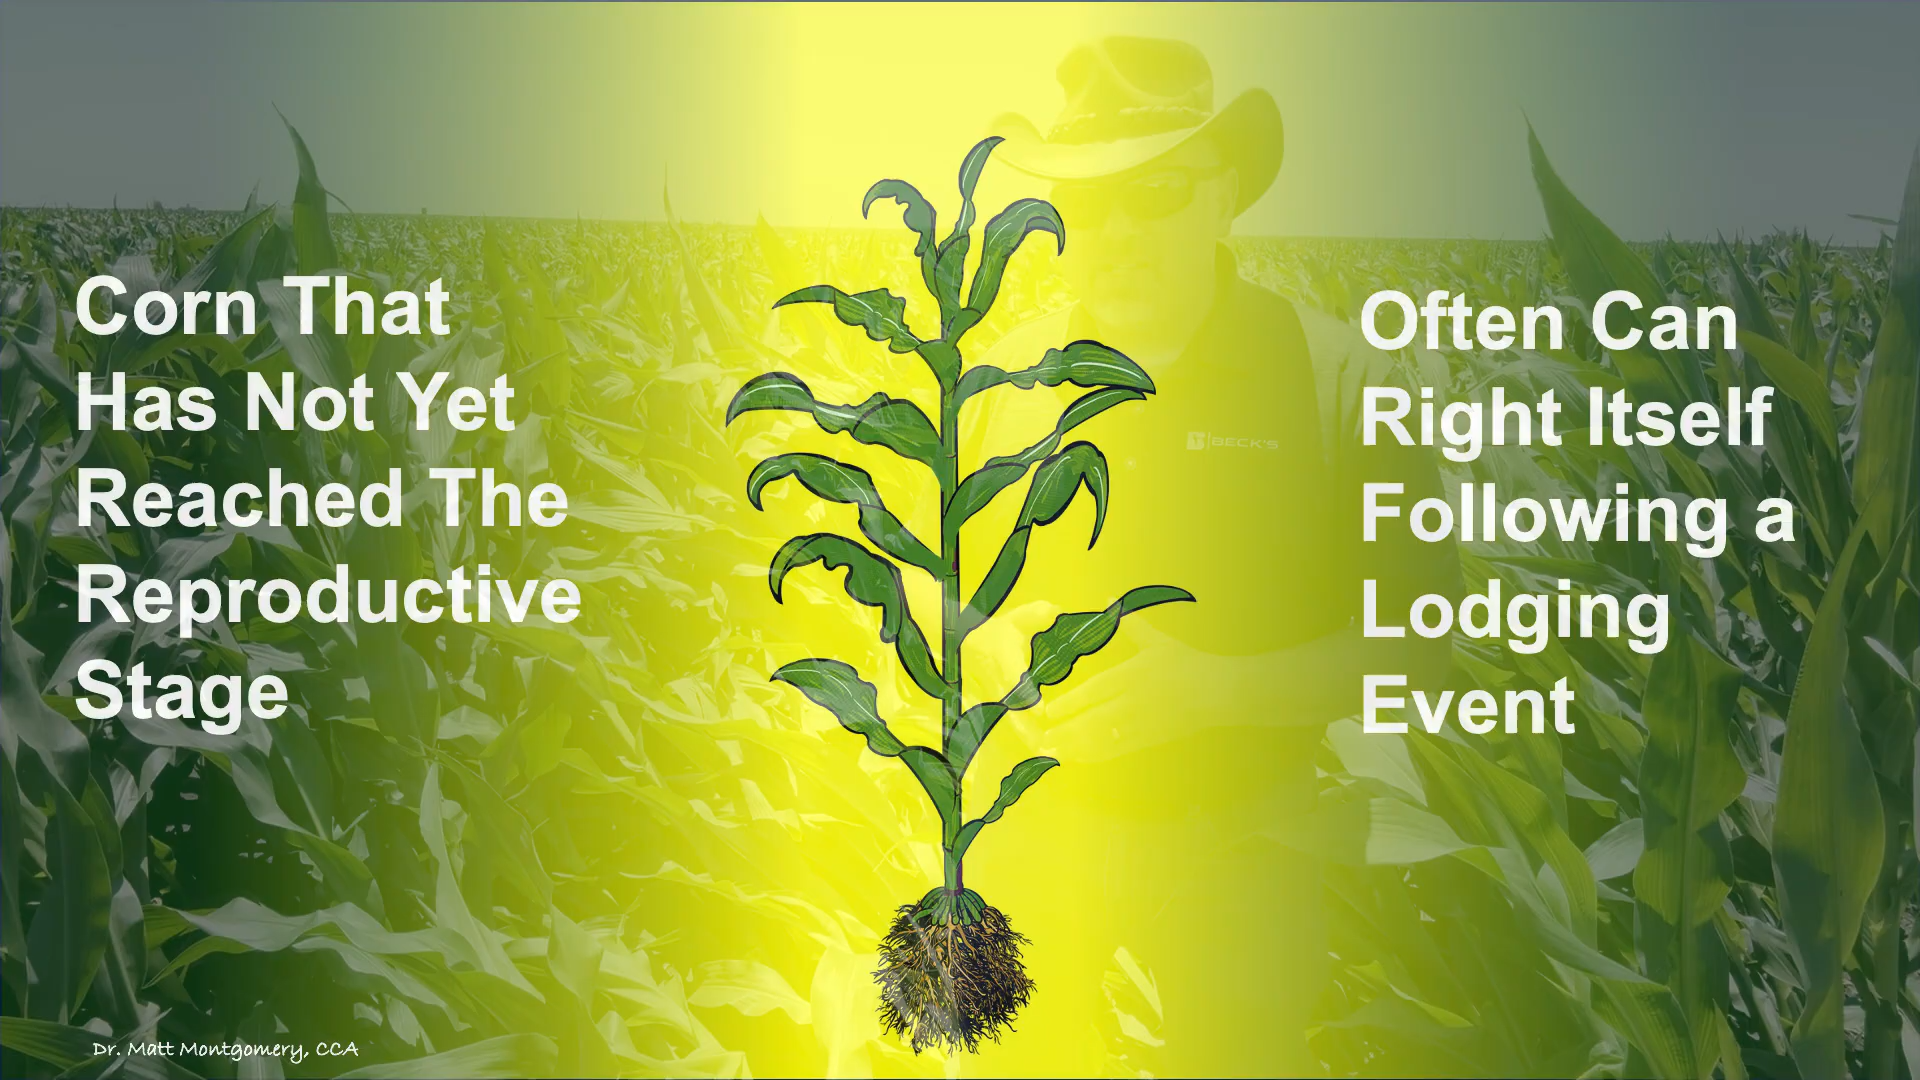 Corn That
Has Not Yet
Reached The
Reproductive
Stage
Often Can
Right Itself
Following a
Lodging
Event
BECK'S
Dr. Matt Montgomery, CCA